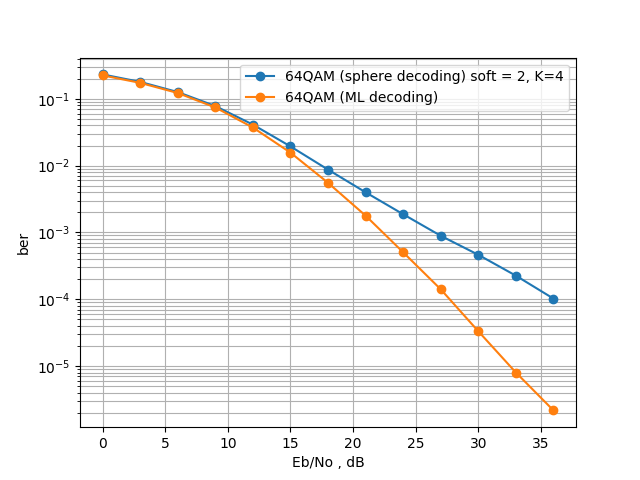 64QAM (sphere decoding) soft = 2, K=4
64QAM (ML decoding)
10⁻¹
10⁻²
10⁻³
10⁻⁴
10⁻⁵
ber
0 5 10 15 20 25 30 35
Eb/No , dB